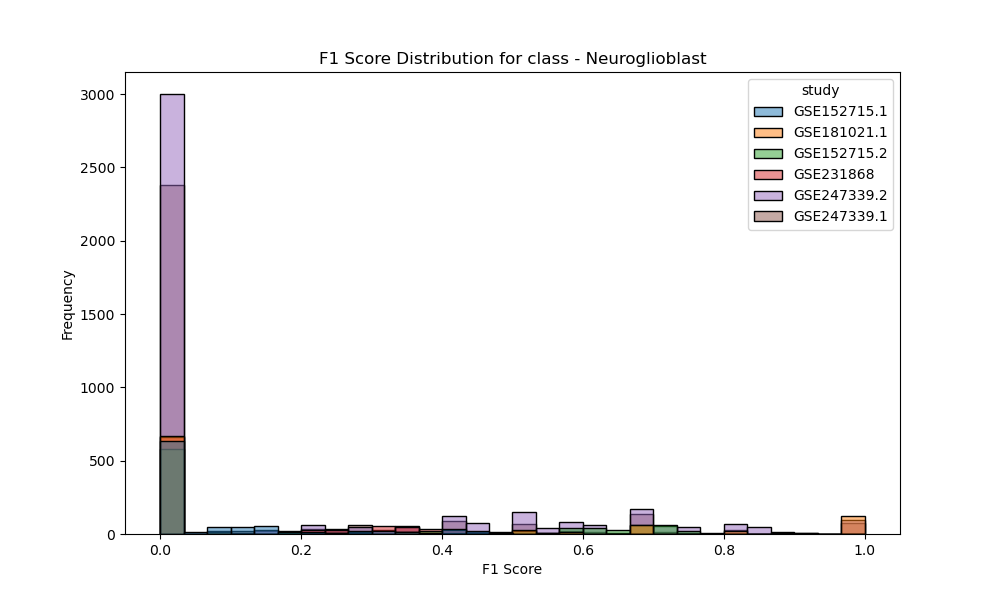 F1 Score Distribution for class - Neuroglioblast
study
GSE152715.1
GSE181021.1
GSE152715.2
GSE231868
GSE247339.2
GSE247339.1
3000
2500
2000
1500
1000
500
0
Frequency
0.0
0.2
0.4
0.6
0.8
1.0
F1 Score